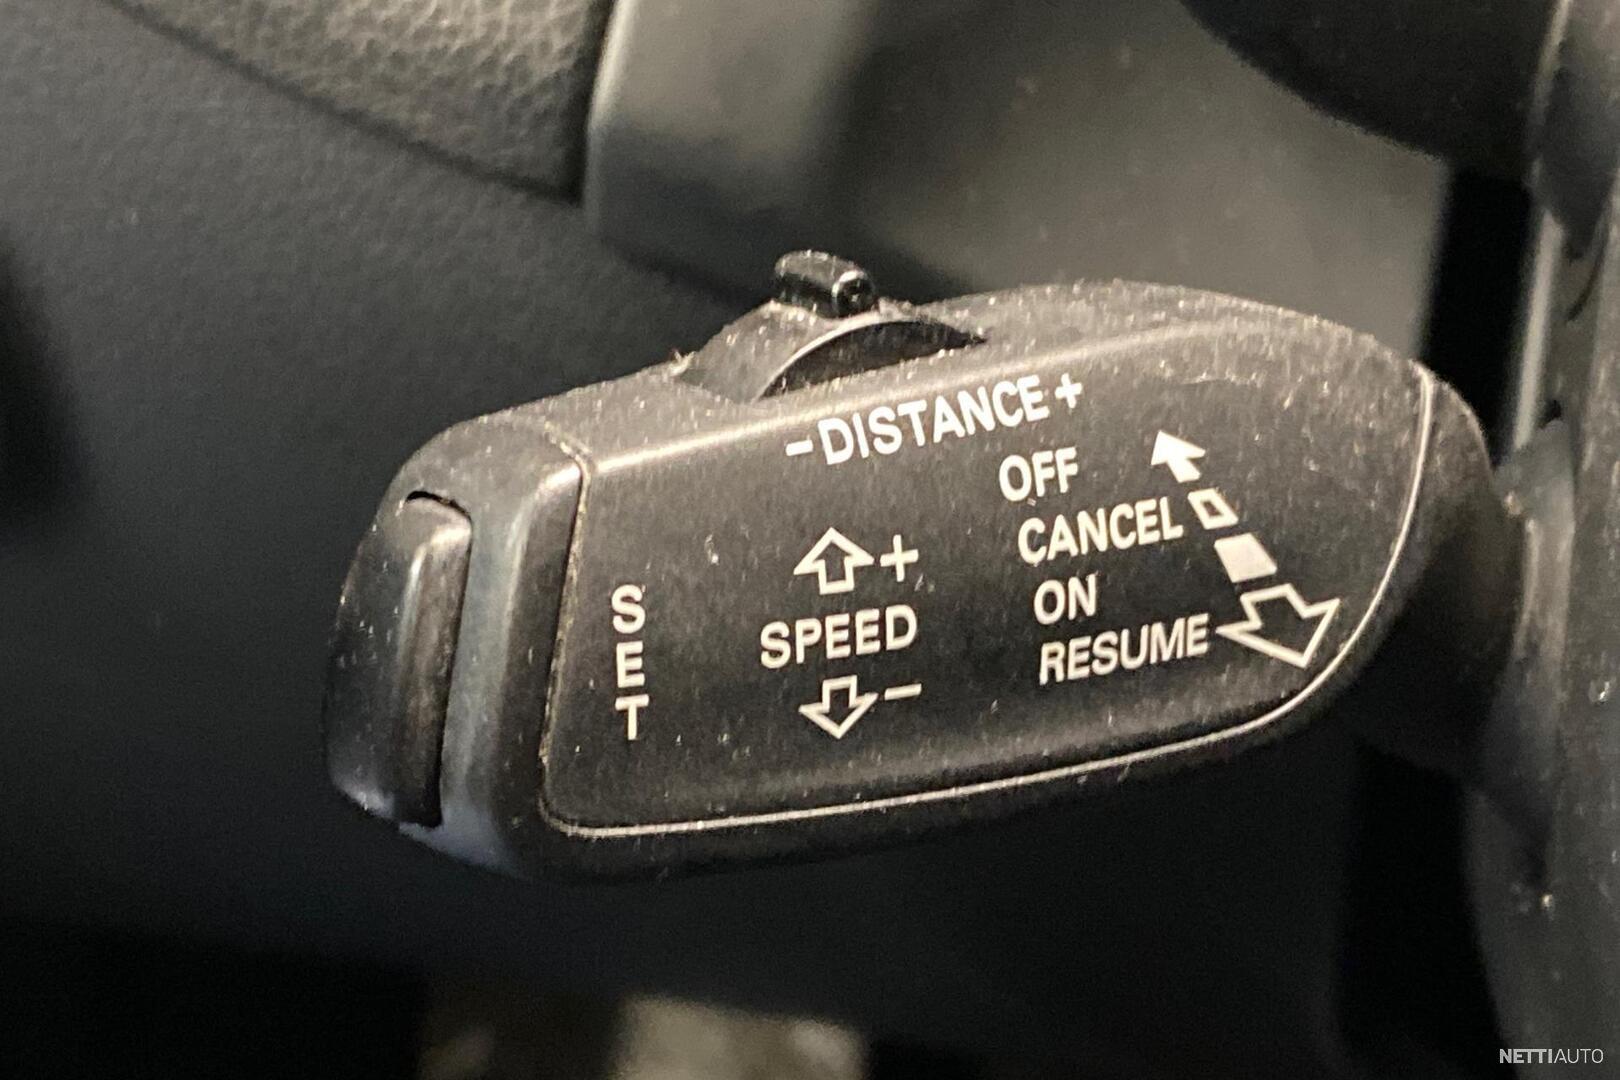 - DISTANCE +
OFF
CANCEL
ON
RESUME
+
SPEED
-
SET
NETTIAUTO